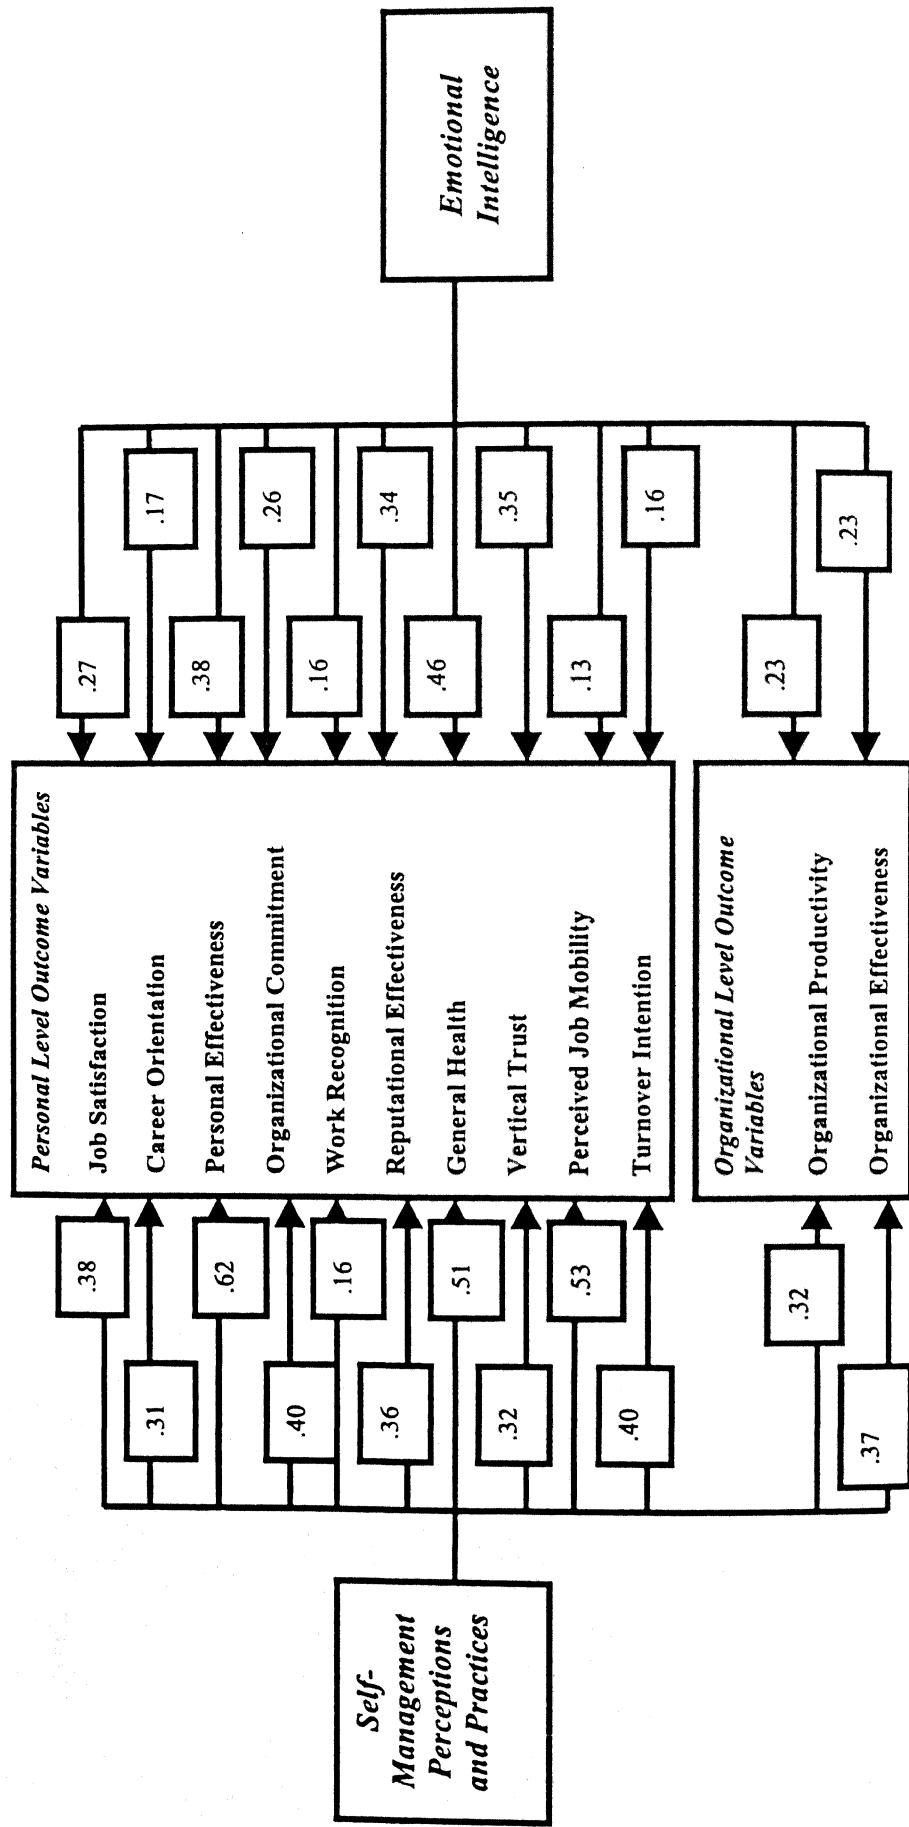 Self-
Management
Perceptions
and Practices
.38
.31
.62
.40
.16
.36
.51
.32
.53
.40
.32
.37
Personal Level Outcome Variables
Job Satisfaction
Career Orientation
Personal Effectiveness
Organizational Commitment
Work Recognition
Reputational Effectiveness
General Health
Vertical Trust
Perceived Job Mobility
Turnover Intention
Organizational Level Outcome
Variables
Organizational Productivity
Organizational Effectiveness
.27
.17
.38
.26
.16
.34
.46
.35
.13
.16
.23
.23
Emotional
Intelligence